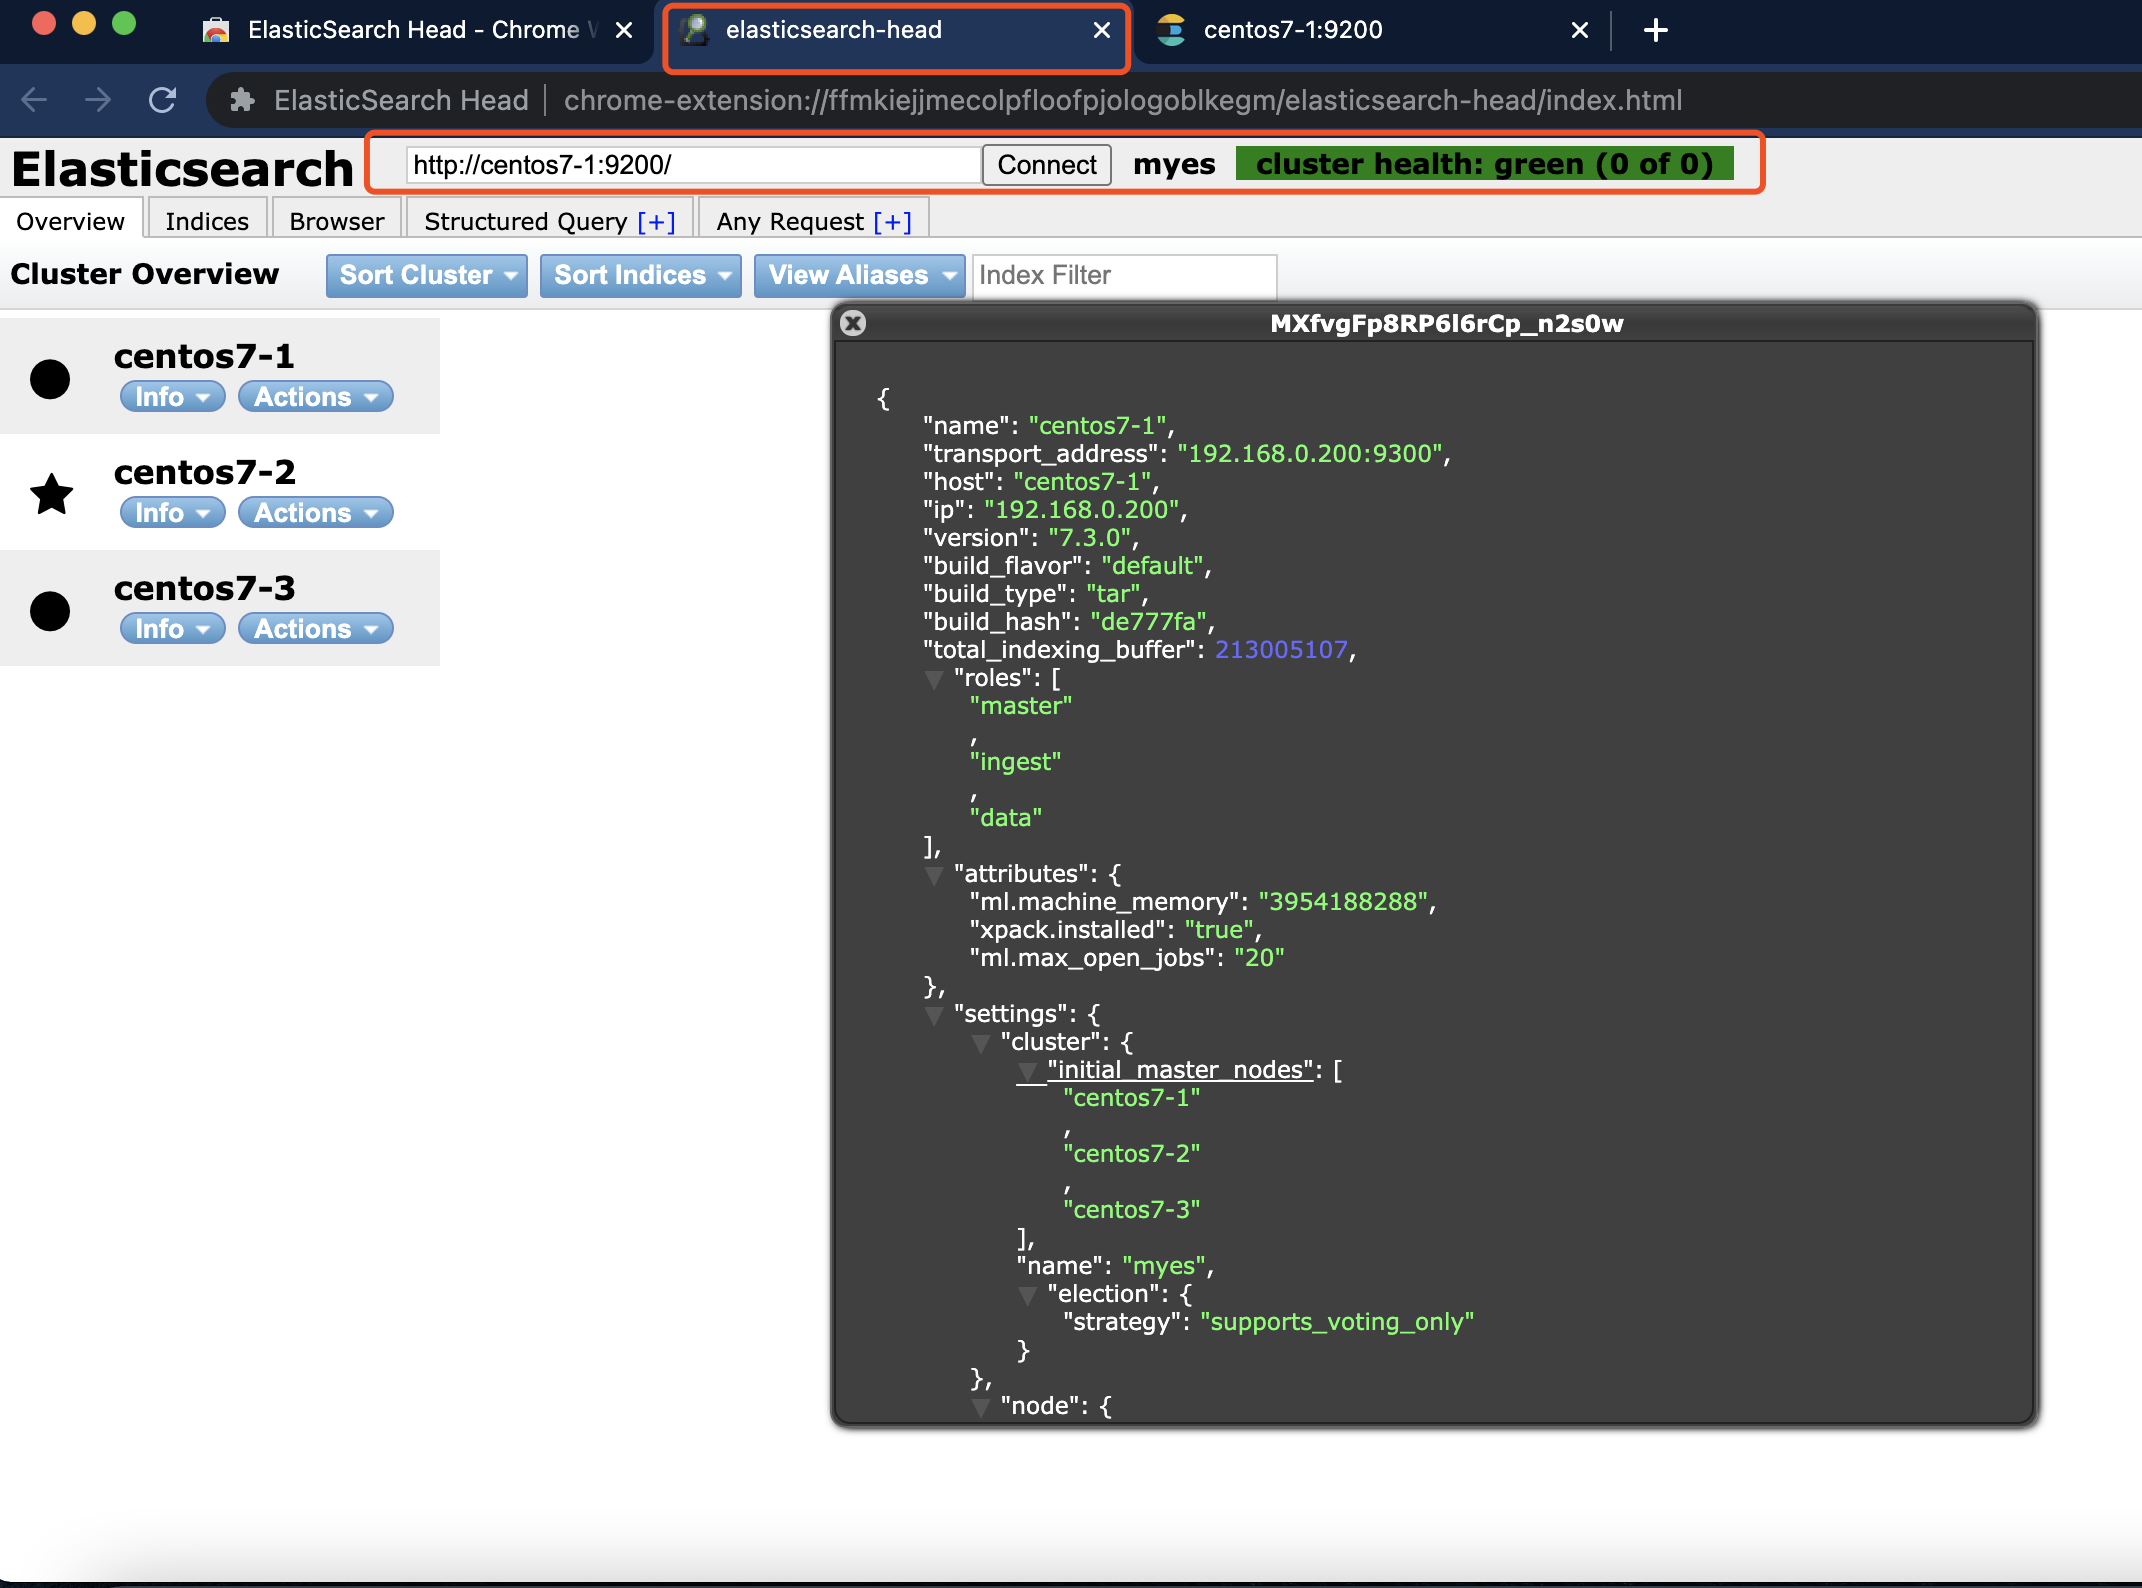 ElasticSearch Head - Chrome
elasticsearch-head
centos7-1:9200
ElasticSearch Head | chrome-extension://ffmkiejjmecolpfloofpjologoblkegm/elasticsearch-head/index.html
Elasticsearch
http://centos7-1:9200/
Connect
myes
cluster health: green (0 of 0)
Overview
Indices
Browser
Structured Query [+]
Any Request [+]
Cluster Overview
Sort Cluster
Sort Indices
View Aliases
Index Filter
centos7-1
Info
Actions
centos7-2
Info
Actions
centos7-3
Info
Actions
MXfvgFp8RP6l6rCp_n2s0w
{
"name": "centos7-1",
"transport_address": "192.168.0.200:9300",
"host": "centos7-1",
"ip": "192.168.0.200",
"version": "7.3.0",
"build_flavor": "default",
"build_type": "tar",
"build_hash": "de777fa",
"total_indexing_buffer": 213005107,
"roles": [
"master"
,
"ingest"
,
"data"
],
"attributes": {
"ml.machine_memory": "3954188288",
"xpack.installed": "true",
"ml.max_open_jobs": "20"
},
"settings": {
"cluster": {
"initial_master_nodes": [
"centos7-1"
,
"centos7-2"
,
"centos7-3"
],
"name": "myes",
"election": {
"strategy": "supports_voting_only"
}
},
"node": {